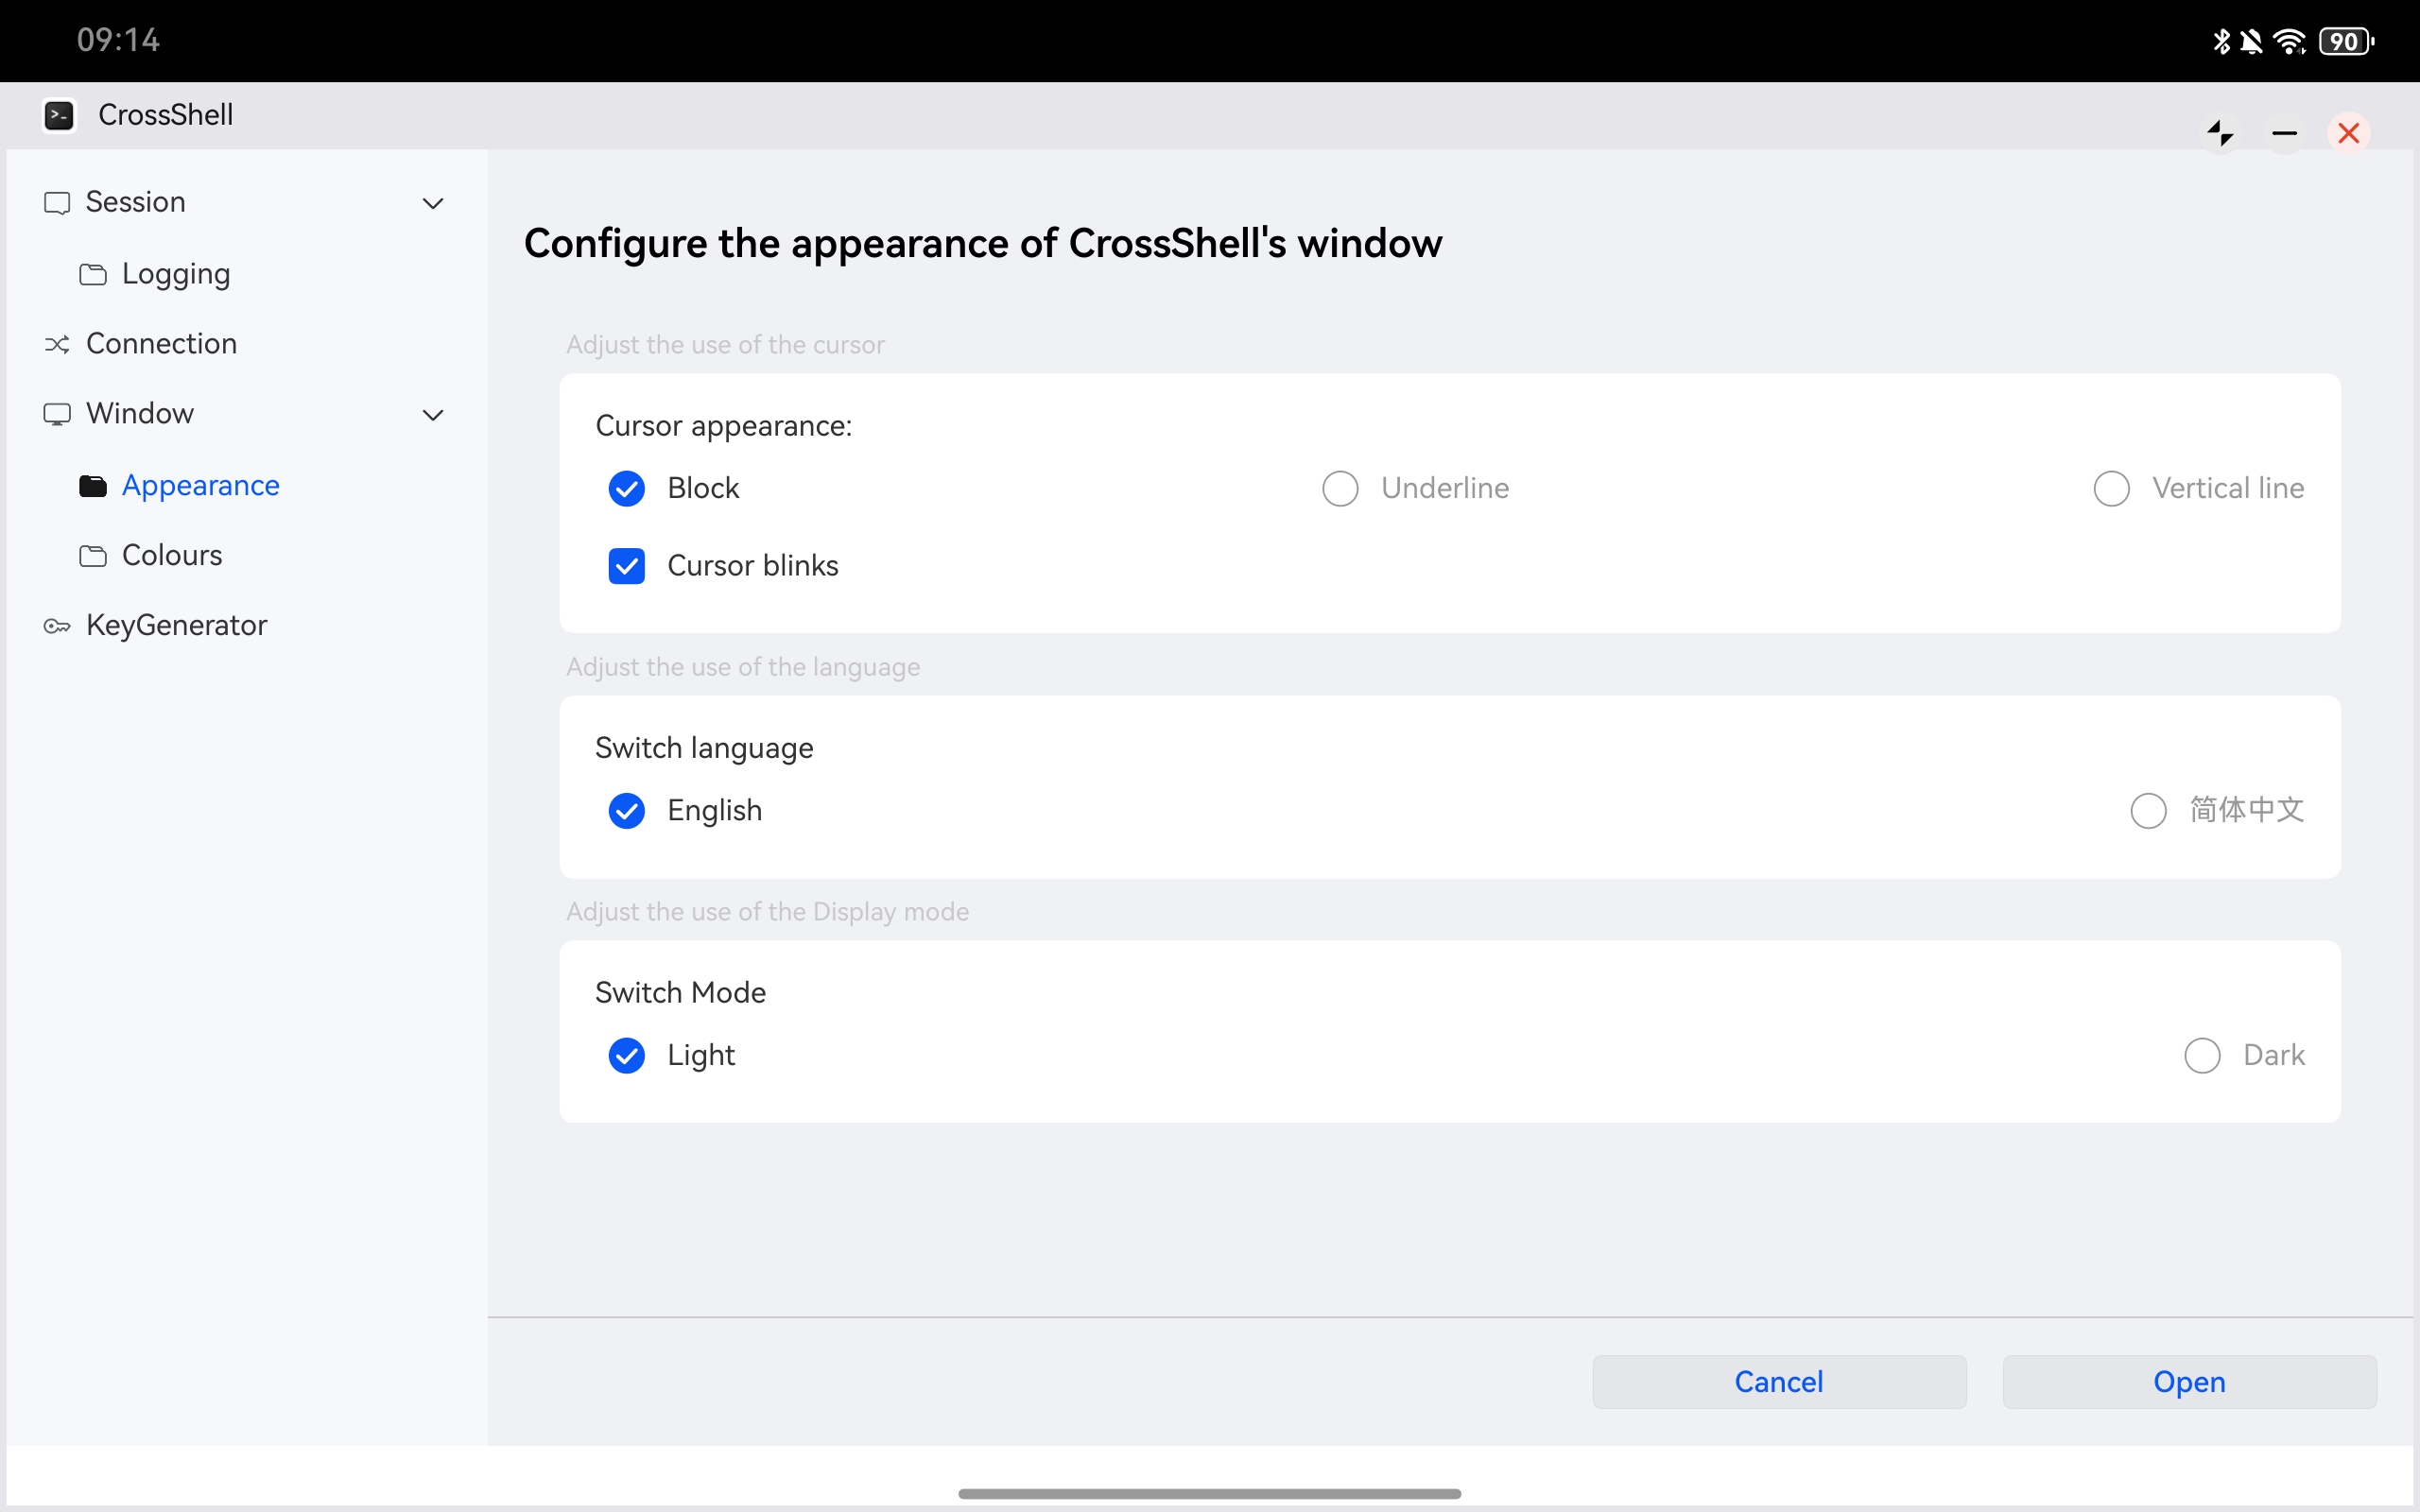 09:14
90
CrossShell
Session
Logging
Connection
Window
Appearance
Colours
KeyGenerator
Configure the appearance of CrossShell's window
Adjust the use of the cursor
Cursor appearance:
Block Underline Vertical line
Cursor blinks
Adjust the use of the language
Switch language
English 简体中文
Adjust the use of the Display mode
Switch Mode
Light Dark
Cancel Open